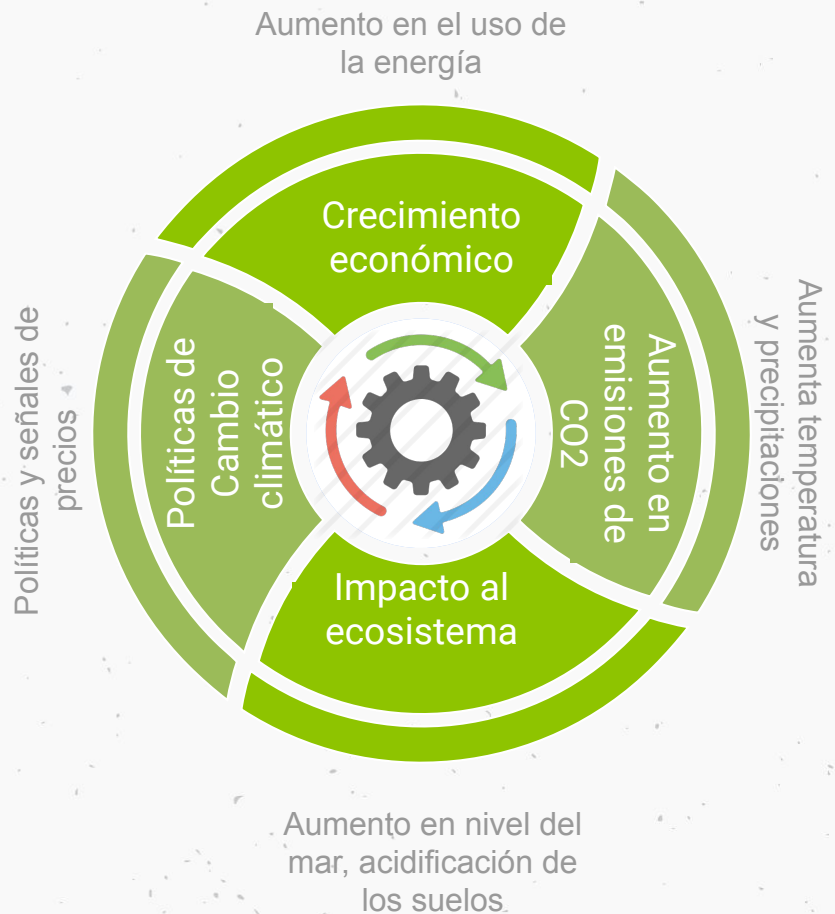 Aumento en el uso de
la energía
Crecimiento
económico
Aumento en
emisiones de
CO2
Aumenta temperatura
y precipitaciones
Impacto al
ecosistema
Aumento en nivel del
mar, acidificación de
los suelos
Políticas de
Cambio
climático
Políticas y señales de
precios